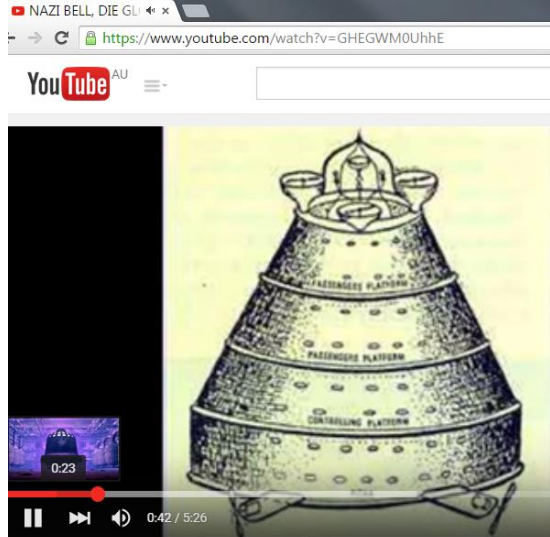 NAZI BELL, DIE GL
https://www.youtube.com/watch?v=GHEGWM0UhhE
YouTube AU
PASSENGERS PLATFORM
PASSENGERS PLATFORM
CONTROLLING PLATFORM
0:23
0:42 / 5:26